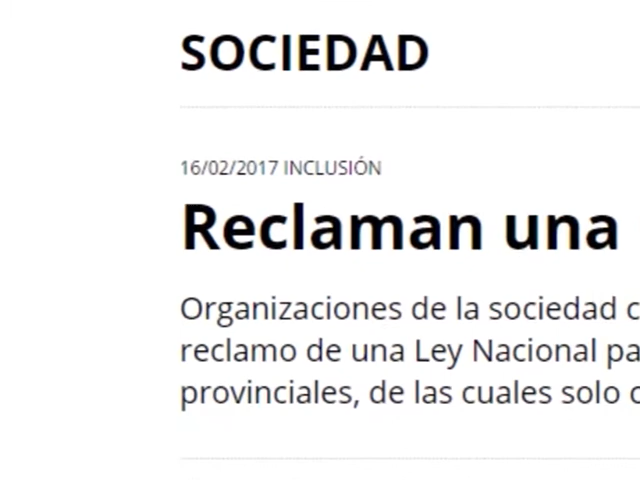 SOCIEDAD
16/02/2017 INCLUSIÓN
Reclaman una
Organizaciones de la sociedad
reclamo de una Ley Nacional
provinciales, de las cuales solo